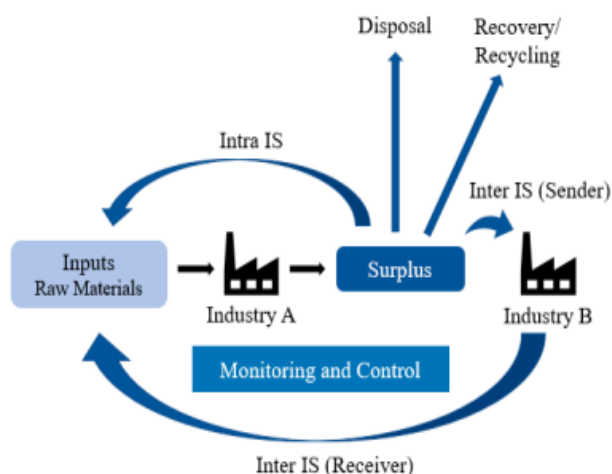 Disposal
Recovery/
Recycling
Intra IS
Inter IS (Sender)
Inputs
Raw Materials
Surplus
Industry A
Industry B
Monitoring and Control
Inter IS (Receiver)